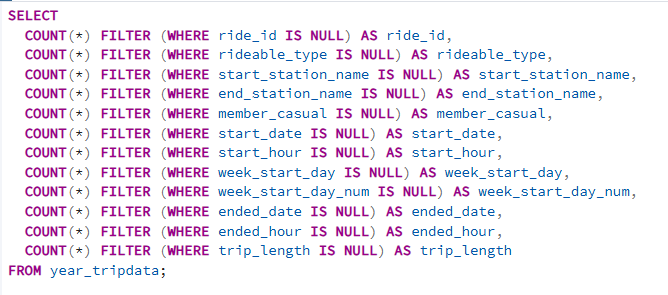 SELECT
COUNT(*) FILTER (WHERE ride_id IS NULL) AS ride_id,
COUNT(*) FILTER (WHERE rideable_type IS NULL) AS rideable_type,
COUNT(*) FILTER (WHERE start_station_name IS NULL) AS start_station_name,
COUNT(*) FILTER (WHERE end_station_name IS NULL) AS end_station_name,
COUNT(*) FILTER (WHERE member_casual IS NULL) AS member_casual,
COUNT(*) FILTER (WHERE start_date IS NULL) AS start_date,
COUNT(*) FILTER (WHERE start_hour IS NULL) AS start_hour,
COUNT(*) FILTER (WHERE week_start_day IS NULL) AS week_start_day,
COUNT(*) FILTER (WHERE week_start_day_num IS NULL) AS week_start_day_num,
COUNT(*) FILTER (WHERE ended_date IS NULL) AS ended_date,
COUNT(*) FILTER (WHERE ended_hour IS NULL) AS ended_hour,
COUNT(*) FILTER (WHERE trip_length IS NULL) AS trip_length
FROM year_tripdata;